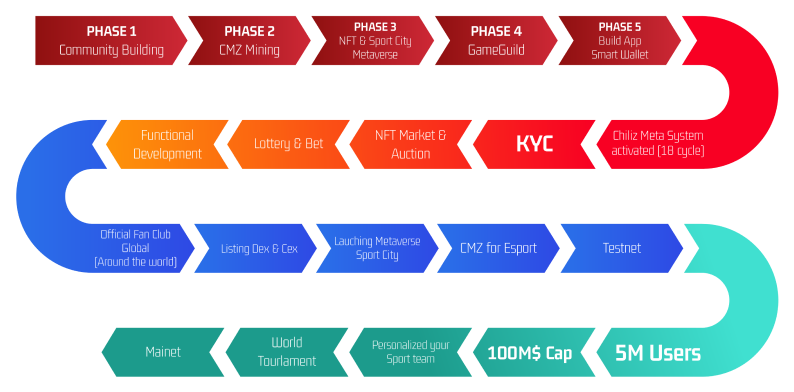 PHASE 1
Community Building
PHASE 2
CMZ Mining
PHASE 3
NFT & Sport City
Metaverse
PHASE 4
GameGuild
PHASE 5
Build App
Smart Wallet
Chiliz Meta System
activated [1B cycle]
KYC
NFT Market &
Auction
Lottery & Bet
Functional
Development
Official Fan Club
Global
[Around the world]
Listing Dex & Cex
Lauching Metaverse
Sport City
CMZ for Esport
Testnet
5M Users
100M$ Cap
Personalized your
Sport team
World
Tourlament
Mainet